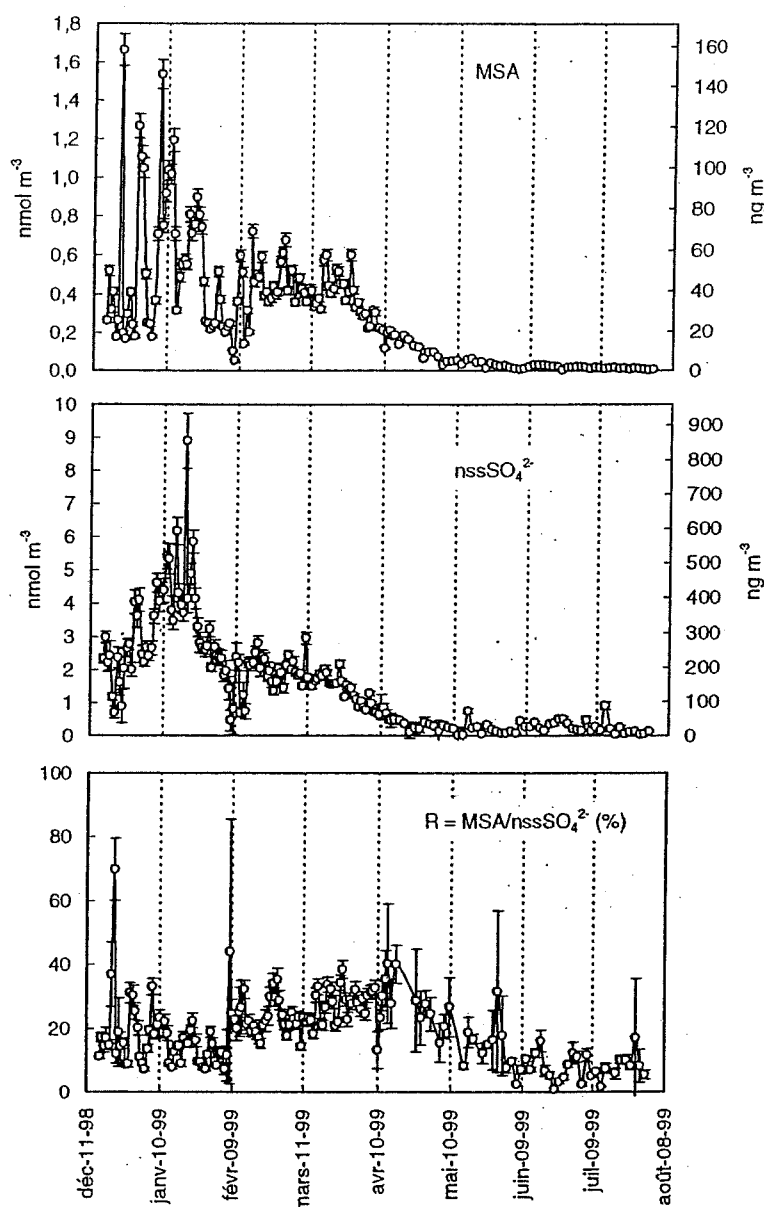 MSA
nmol m-3
ng m-3
1,8
1,6
1,4
1,2
1,0
0,8
0,6
0,4
0,2
0,0
160
140
120
100
80
60
40
20
0
nssSO42-
nmol m-3
ng m-3
10
9
8
7
6
5
4
3
2
1
0
900
800
700
600
500
400
300
200
100
0
R = MSA/nssSO42- (%)
100
80
60
40
20
0
déc-11-98
janv-10-99
févr-09-99
mars-11-99
avr-10-99
mai-10-99
juin-09-99
juil-09-99
août-08-99